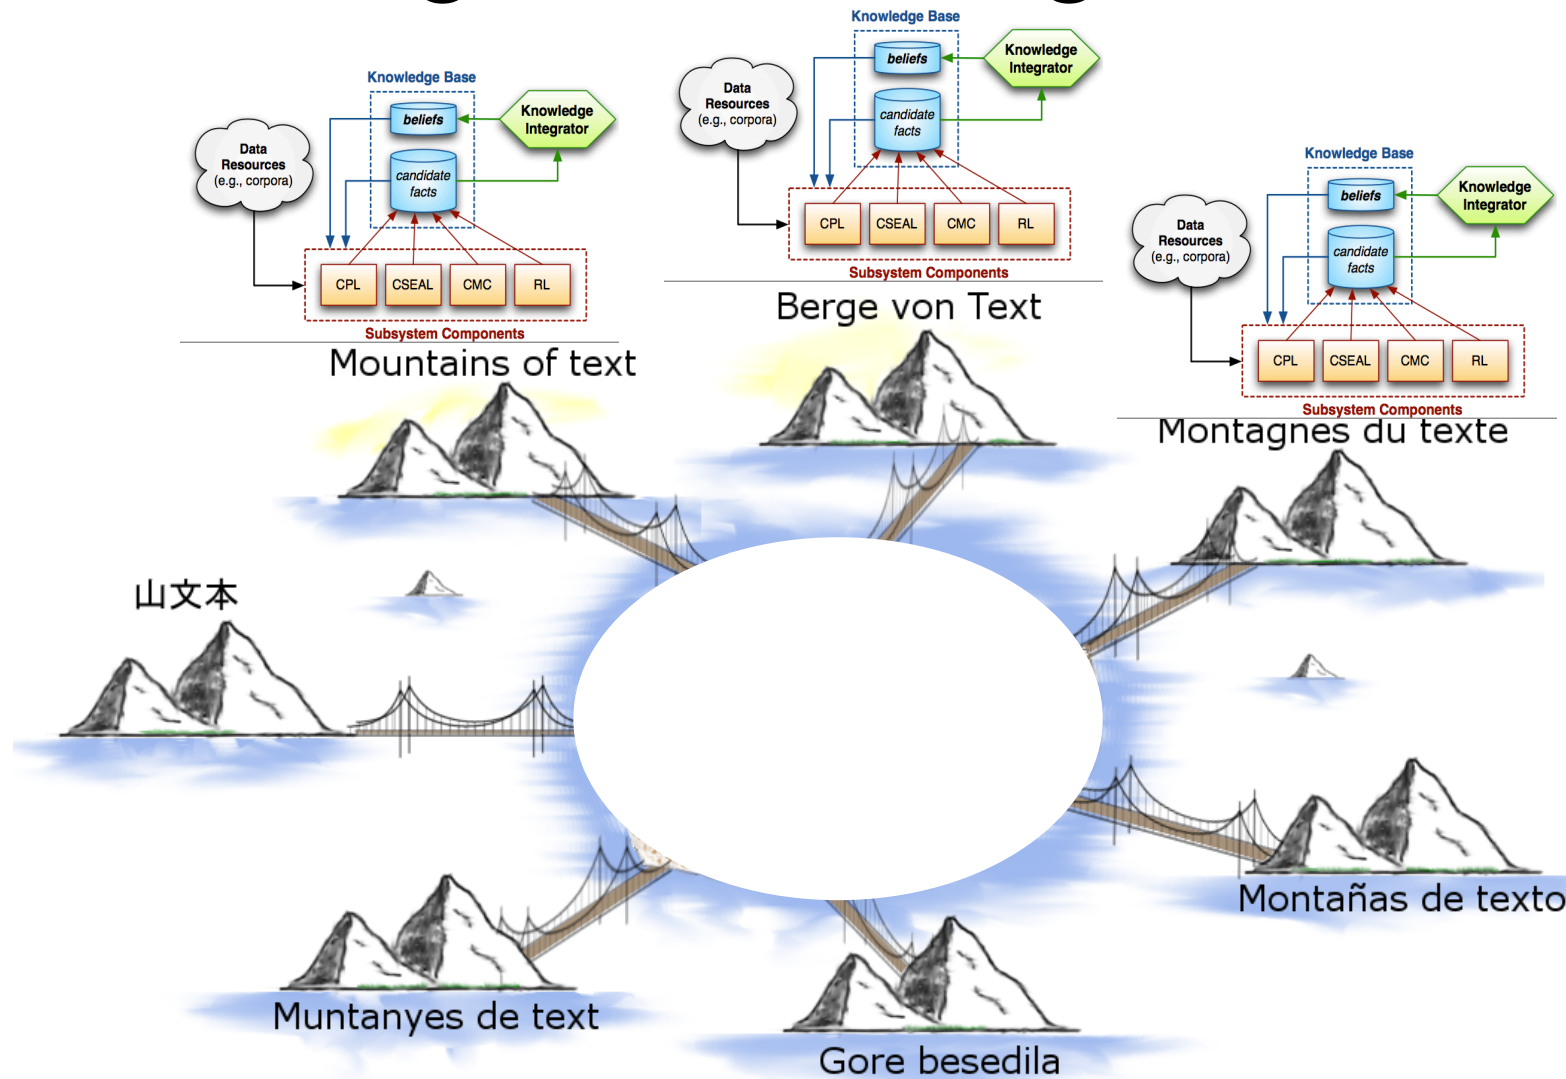 Knowledge Base
beliefs
Knowledge
Integrator
Data
Resources
(e.g., corpora)
candidate
facts
CPL
CSEAL
CMC
RL
Subsystem Components
Berge von Text
Knowledge Base
beliefs
Knowledge
Integrator
Data
Resources
(e.g., corpora)
candidate
facts
CPL
CSEAL
CMC
RL
Subsystem Components
Mountains of text
Knowledge Base
beliefs
Knowledge
Integrator
Data
Resources
(e.g., corpora)
candidate
facts
CPL
CSEAL
CMC
RL
Subsystem Components
Montagnes du texte
山文本
Montañas de texto
Muntanyes de text
Gore besedila